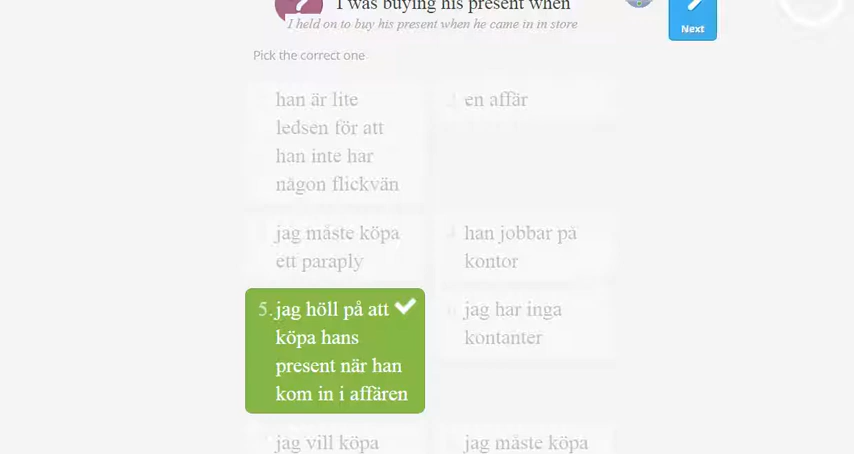 I was buying his present when
I held on to buy his present when he came in in store
Next
Pick the correct one
han är lite
ledsen för att
han inte har
någon flickvän
en affär
jag måste köpa
ett paraply
han jobbar på
kontor
5. jag höll på att
köpa hans
present när han
kom in i affären
jag har inga
kontanter
jag vill köpa
jag måste köpa